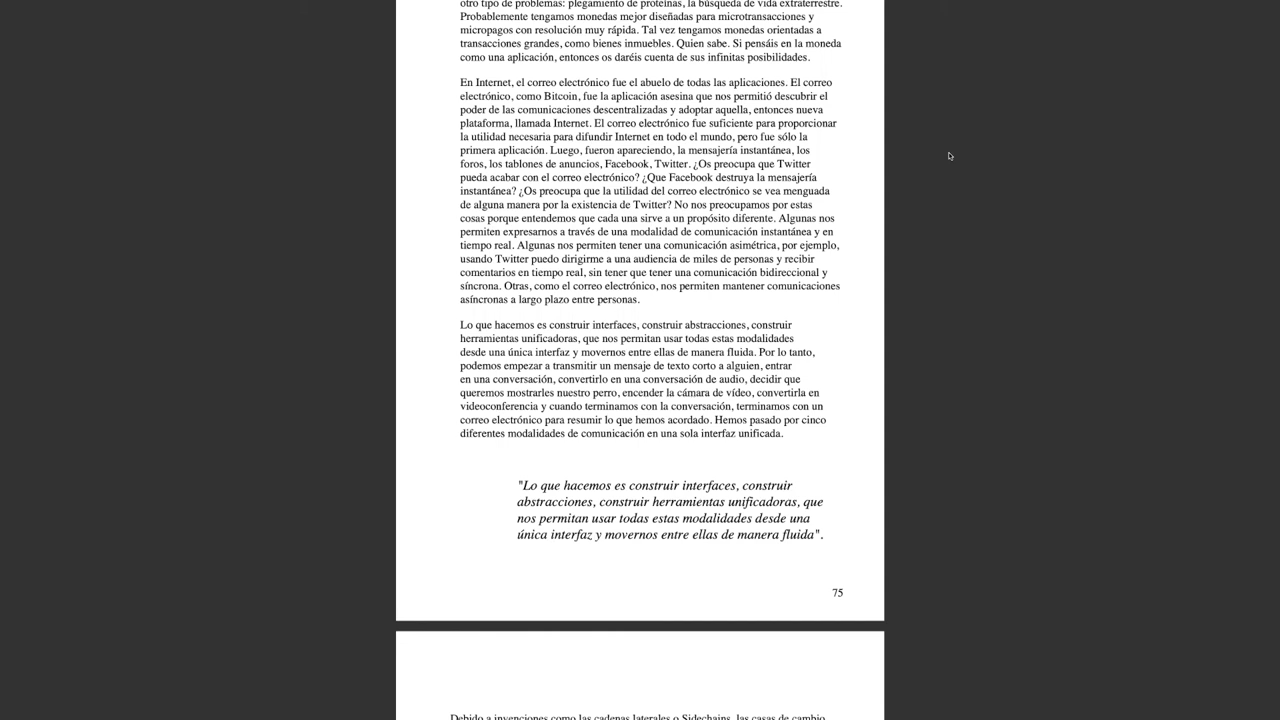 otro tipo de problemas: plegamiento de proteínas, la búsqueda de vida extraterrestre.
Probablemente tengamos monedas mejor diseñadas para microtransacciones y
micropagos con resolución muy rápida. Tal vez tengamos monedas orientadas a
transacciones grandes, como bienes inmuebles. Quien sabe. Si pensáis en la moneda
como una aplicación, entonces os daréis cuenta de sus infinitas posibilidades.
En Internet, el correo electrónico fue el abuelo de todas las aplicaciones. El correo
electrónico, como Bitcoin, fue la aplicación asesina que nos permitió descubrir el
poder de las comunicaciones descentralizadas y adoptar aquella, entonces nueva
plataforma, llamada Internet. El correo electrónico fue suficiente para proporcionar
la utilidad necesaria para difundir Internet en todo el mundo, pero fue sólo la
primera aplicación. Luego, fueron apareciendo, la mensajería instantánea, los
foros, los tablones de anuncios, Facebook, Twitter. ¿Os preocupa que Twitter
pueda acabar con el correo electrónico? ¿Que Facebook destruya la mensajería
instantánea? ¿Os preocupa que la utilidad del correo electrónico se vea menguada
de alguna manera por la existencia de Twitter? No nos preocupamos por estas
cosas porque entendemos que cada una sirve a un propósito diferente. Algunas nos
permiten expresarnos a través de una modalidad de comunicación instantánea y en
tiempo real. Algunas nos permiten tener una comunicación asimétrica, por ejemplo,
usando Twitter puedo dirigirme a una audiencia de miles de personas y recibir
comentarios en tiempo real, sin tener que tener una comunicación bidireccional y
síncrona. Otras, como el correo electrónico, nos permiten mantener comunicaciones
asíncronas a largo plazo entre personas.
Lo que hacemos es construir interfaces, construir abstracciones, construir
herramientas unificadoras, que nos permitan usar todas estas modalidades
desde una única interfaz y movernos entre ellas de manera fluida. Por lo tanto,
podemos empezar a transmitir un mensaje de texto corto a alguien, entrar
en una conversación, convertirlo en una conversación de audio, decidir que
queremos mostrarles nuestro perro, encender la cámara de vídeo, convertirla en
videoconferencia y cuando terminamos con la conversación, terminamos con un
correo electrónico para resumir lo que hemos acordado. Hemos pasado por cinco
diferentes modalidades de comunicación en una sola interfaz unificada.
"Lo que hacemos es construir interfaces, construir
abstracciones, construir herramientas unificadoras, que
nos permitan usar todas estas modalidades desde una
única interfaz y movernos entre ellas de manera fluida".
75
Debido a invenciones como las cadenas laterales o Sidechains, las casas de cambio